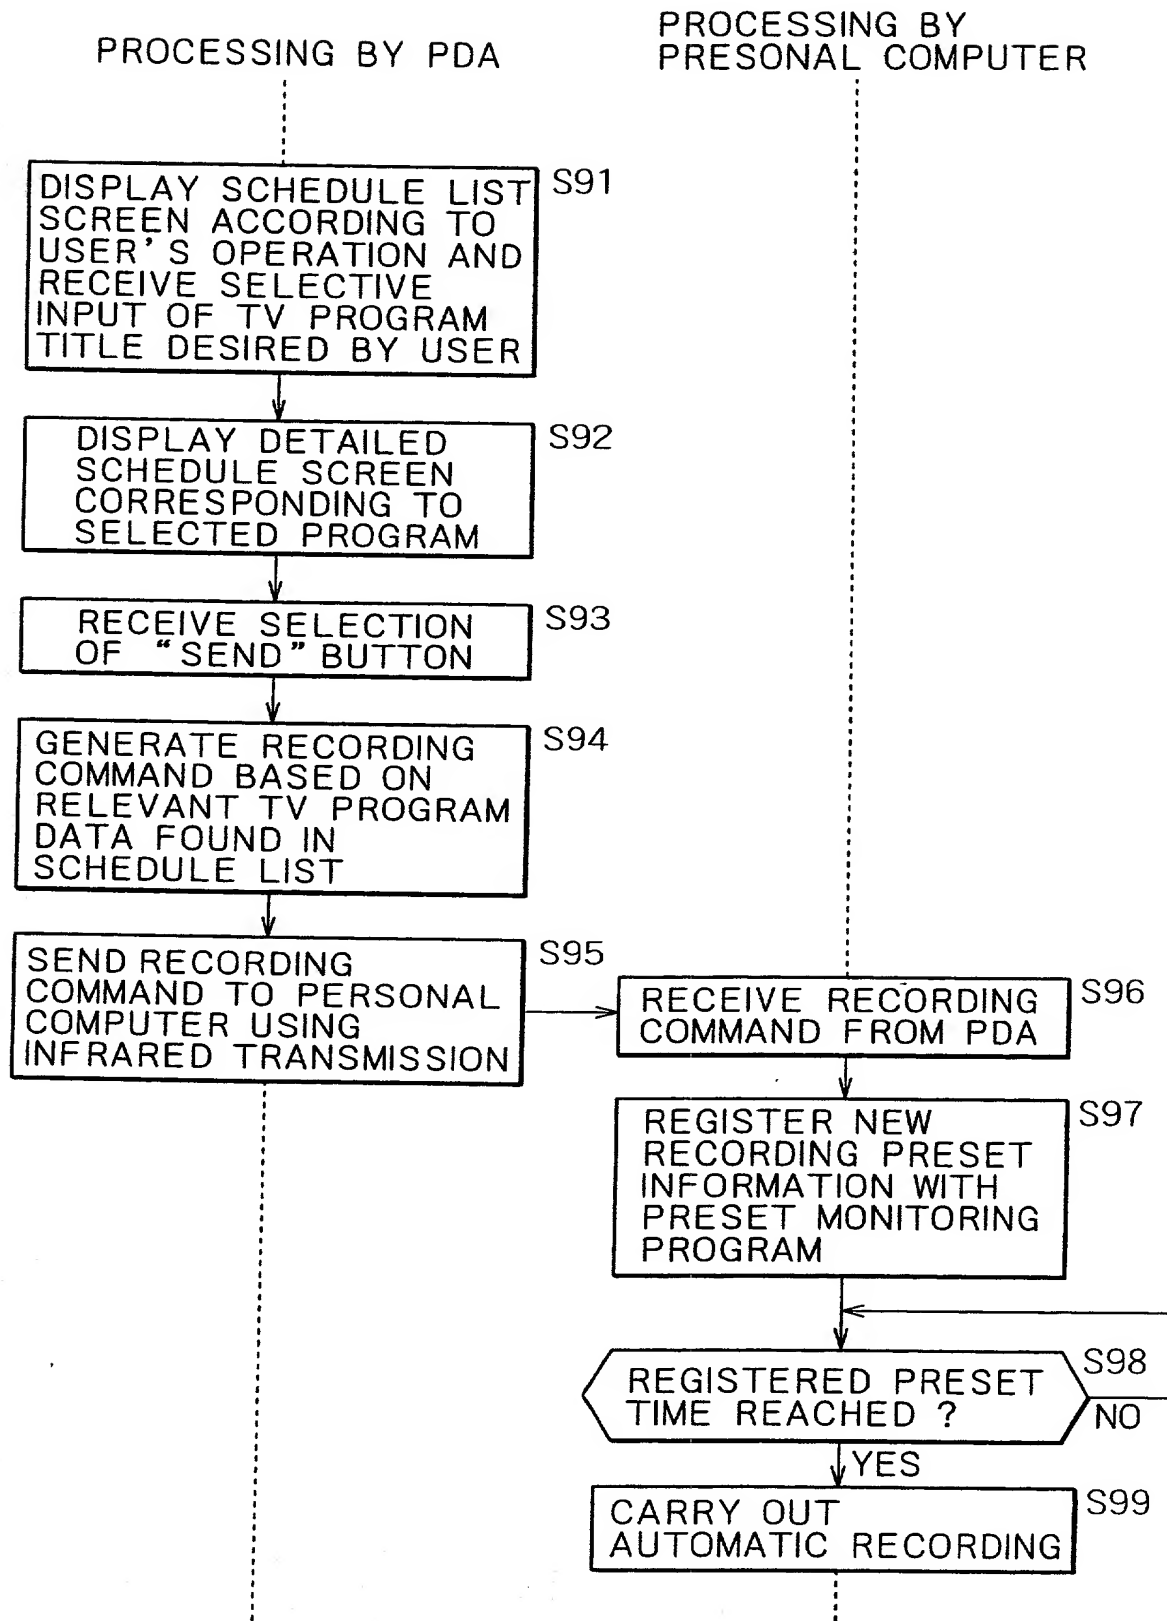 PROCESSING BY PDA
PROCESSING BY
PRESONAL COMPUTER
DISPLAY SCHEDULE LIST
SCREEN ACCORDING TO
USER'S OPERATION AND
RECEIVE SELECTIVE
INPUT OF TV PROGRAM
TITLE DESIRED BY USER
S91
DISPLAY DETAILED
SCHEDULE SCREEN
CORRESPONDING TO
SELECTED PROGRAM
S92
RECEIVE SELECTION
OF “SEND” BUTTON
S93
GENERATE RECORDING
COMMAND BASED ON
RELEVANT TV PROGRAM
DATA FOUND IN
SCHEDULE LIST
S94
SEND RECORDING
COMMAND TO PERSONAL
COMPUTER USING
INFRARED TRANSMISSION
S95
RECEIVE RECORDING
COMMAND FROM PDA
S96
REGISTER NEW
RECORDING PRESET
INFORMATION WITH
PRESET MONITORING
PROGRAM
S97
REGISTERED PRESET
TIME REACHED ?
S98
NO
YES
CARRY OUT
AUTOMATIC RECORDING
S99